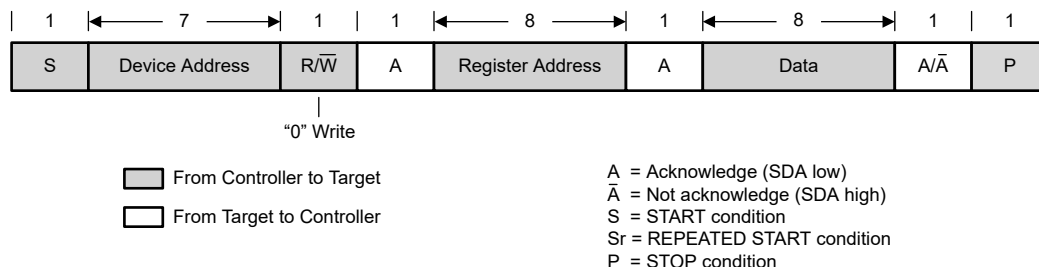 1 7 1 1 8 1 8 1 1
S Device Address R/W̅ A Register Address A Data A/A̅ P
“0” Write
From Controller to Target
From Target to Controller
A = Acknowledge (SDA low)
A̅ = Not acknowledge (SDA high)
S = START condition
Sr = REPEATED START condition
P = STOP condition